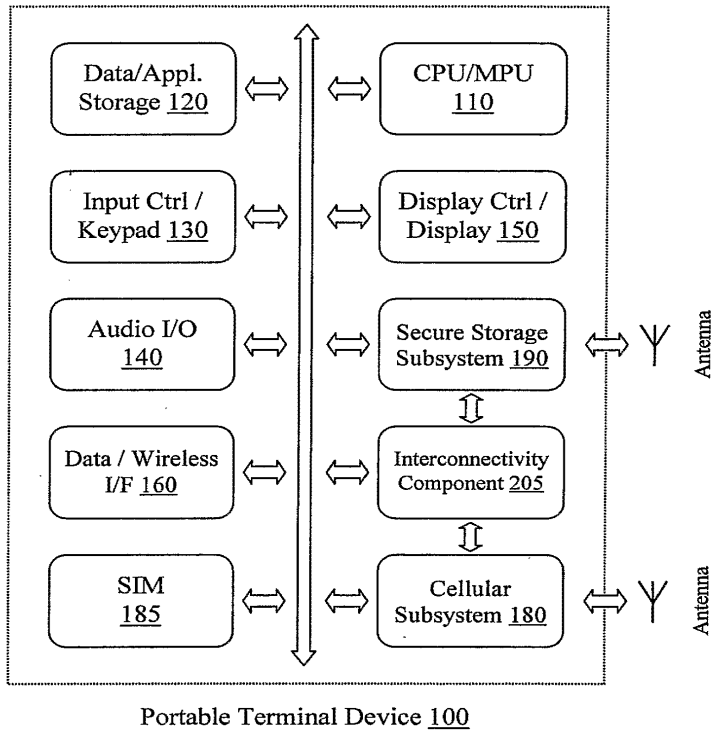 Data/Appl.
Storage 120
CPU/MPU
110
Input Ctrl /
Keypad 130
Display Ctrl /
Display 150
Audio I/O
140
Secure Storage
Subsystem 190
Antenna
Data / Wireless
I/F 160
Interconnectivity
Component 205
SIM
185
Cellular
Subsystem 180
Antenna
Portable Terminal Device 100